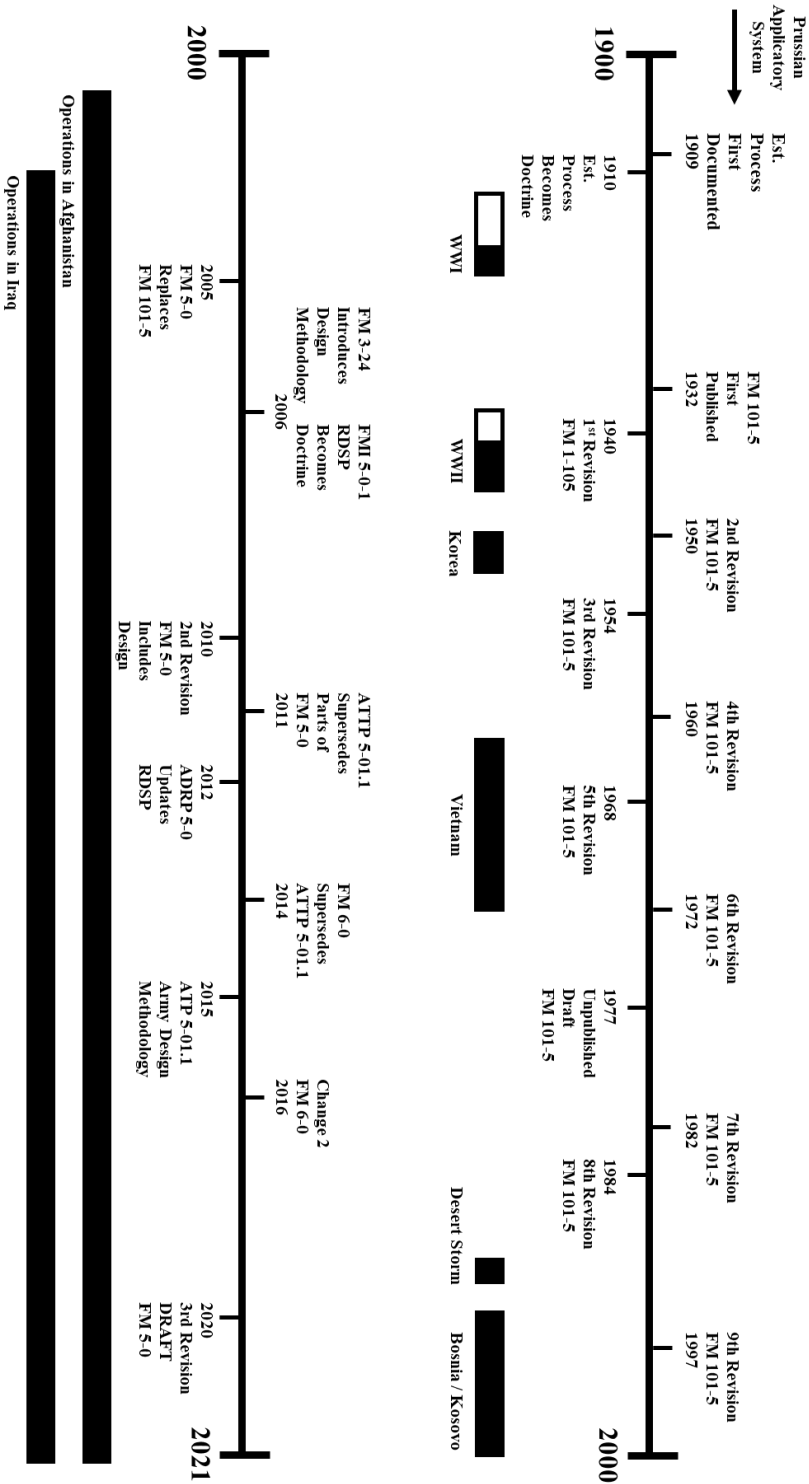 Prussian
Applicatory
System
Est.
Process
First
Documented
1909
FM 101-5
First
Published
1932
2nd Revision
FM 101-5
1950
4th Revision
FM 101-5
1960
6th Revision
FM 101-5
1972
7th Revision
FM 101-5
1982
9th Revision
FM 101-5
1997
1900
2000
1910
Est.
Process
Becomes
Doctrine
1940
1st Revision
FM 1-105
1954
3rd Revision
FM 101-5
1968
5th Revision
FM 101-5
1977
Unpublished
Draft
FM 101-5
1984
8th Revision
FM 101-5
WWI
WWII
Korea
Vietnam
Desert Storm
Bosnia / Kosovo
FM 3-24
Introduces
Design
Methodology
FMI 5-0-1
RDSP
Becomes
Doctrine
2006
ATTP 5-01.1
Supersedes
Parts of
FM 5-0
2011
FM 6-0
Supersedes
ATTP 5-01.1
2014
Change 2
FM 6-0
2016
2000
2021
2005
FM 5-0
Replaces
FM 101-5
2010
2nd Revision
FM 5-0
Includes
Design
2012
ADRP 5-0
Updates
RDSP
2015
ATP 5-01.1
Army Design
Methodology
2020
3rd Revision
DRAFT
FM 5-0
Operations in Afghanistan
Operations in Iraq